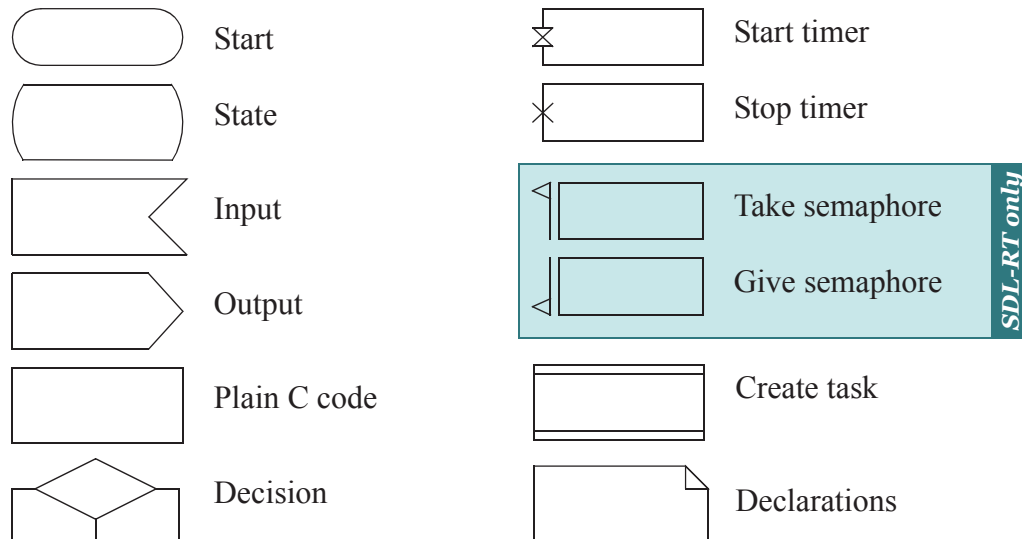 Start
State
Input
Output
Plain C code
Decision
Start timer
Stop timer
Take semaphore
Give semaphore
SDL-RT only
Create task
Declarations